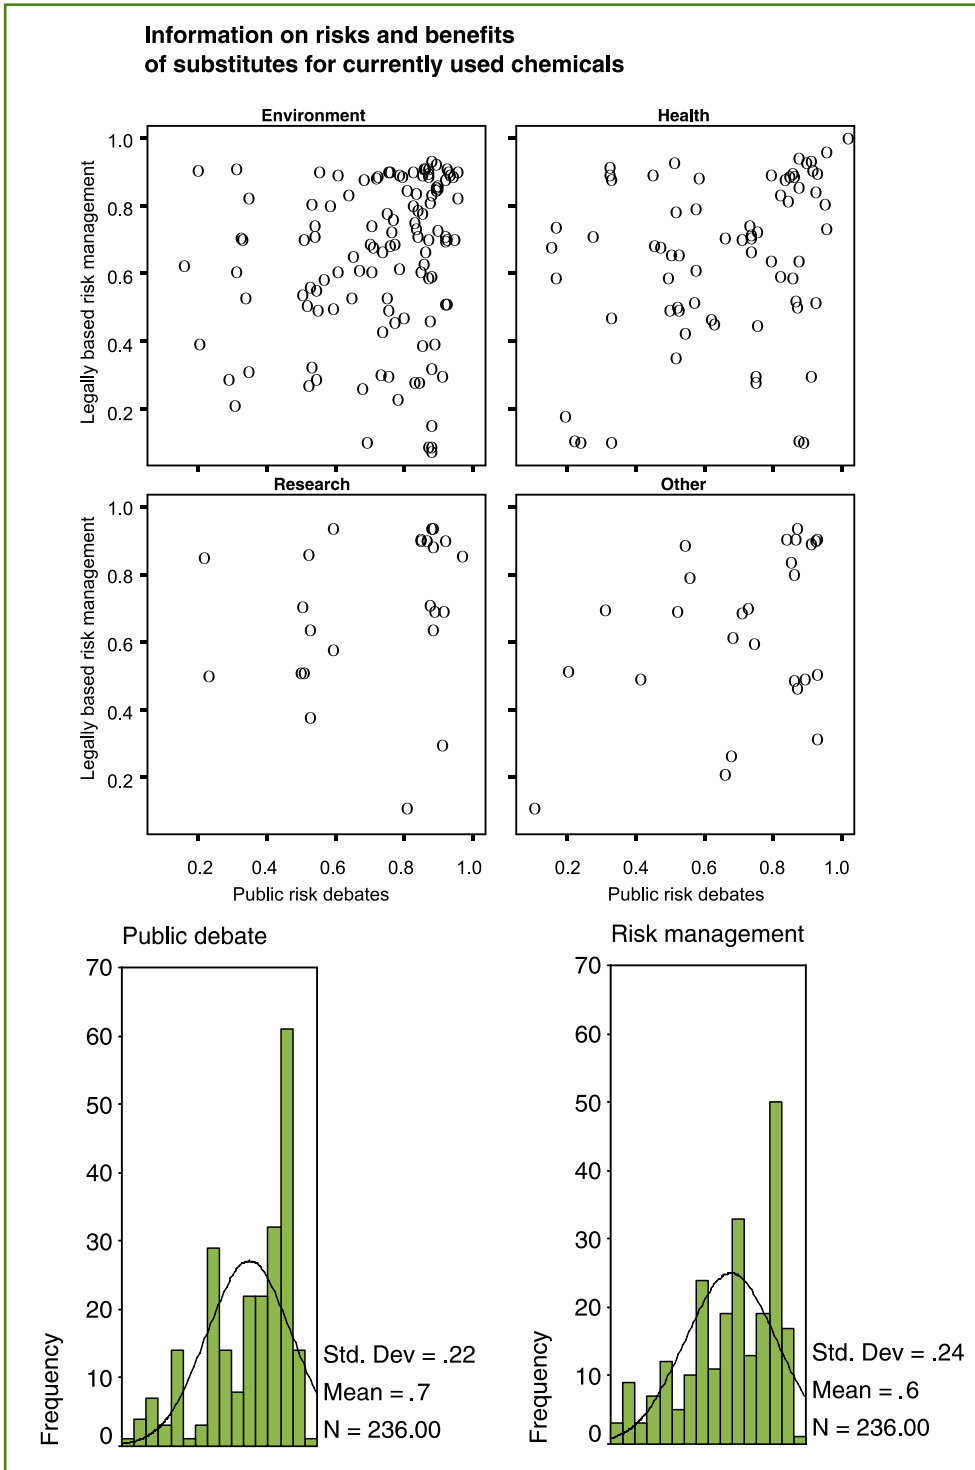 Information on risks and benefits
of substitutes for currently used chemicals
Environment
Health
Legally based risk management
1.0
0.8
0.6
0.4
0.2
Research
Other
Legally based risk management
1.0
0.8
0.6
0.4
0.2
0.2 0.4 0.6 0.8 1.0
0.2 0.4 0.6 0.8 1.0
Public risk debates
Public risk debates
Public debate
70
60
50
40
30
20
10
0
Frequency
Std. Dev = .22
Mean = .7
N = 236.00
Risk management
70
60
50
40
30
20
10
0
Frequency
Std. Dev = .24
Mean = .6
N = 236.00